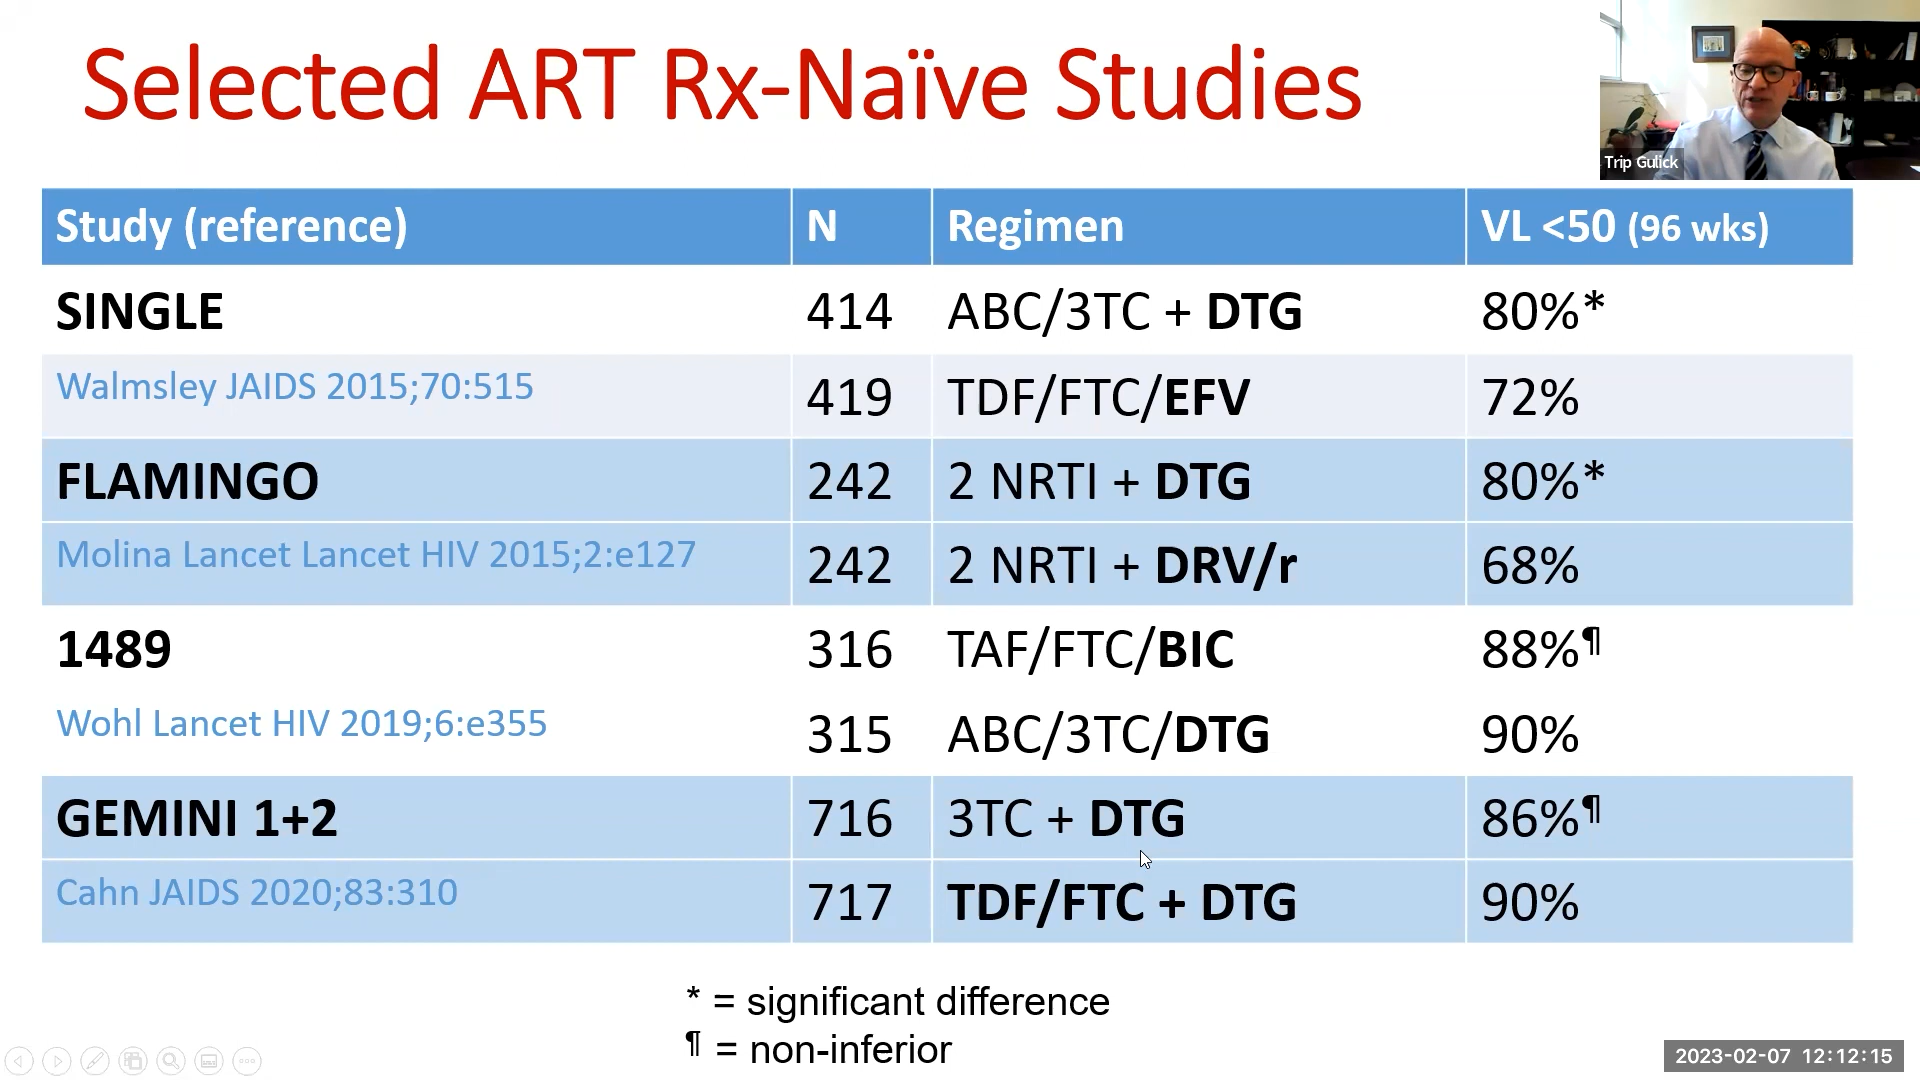 Selected ART Rx-Naïve Studies
Trip Gulick
Study (reference) N Regimen VL <50 (96 wks)
SINGLE 414 ABC/3TC + DTG 80%*
Walmsley JAIDS 2015;70:515 419 TDF/FTC/EFV 72%
FLAMINGO 242 2 NRTI + DTG 80%*
Molina Lancet Lancet HIV 2015;2:e127 242 2 NRTI + DRV/r 68%
1489 316 TAF/FTC/BIC 88%¶
Wohl Lancet HIV 2019;6:e355 315 ABC/3TC/DTG 90%
GEMINI 1+2 716 3TC + DTG 86%¶
Cahn JAIDS 2020;83:310 717 TDF/FTC + DTG 90%
* = significant difference
¶ = non-inferior
2023-02-07 12:12:15